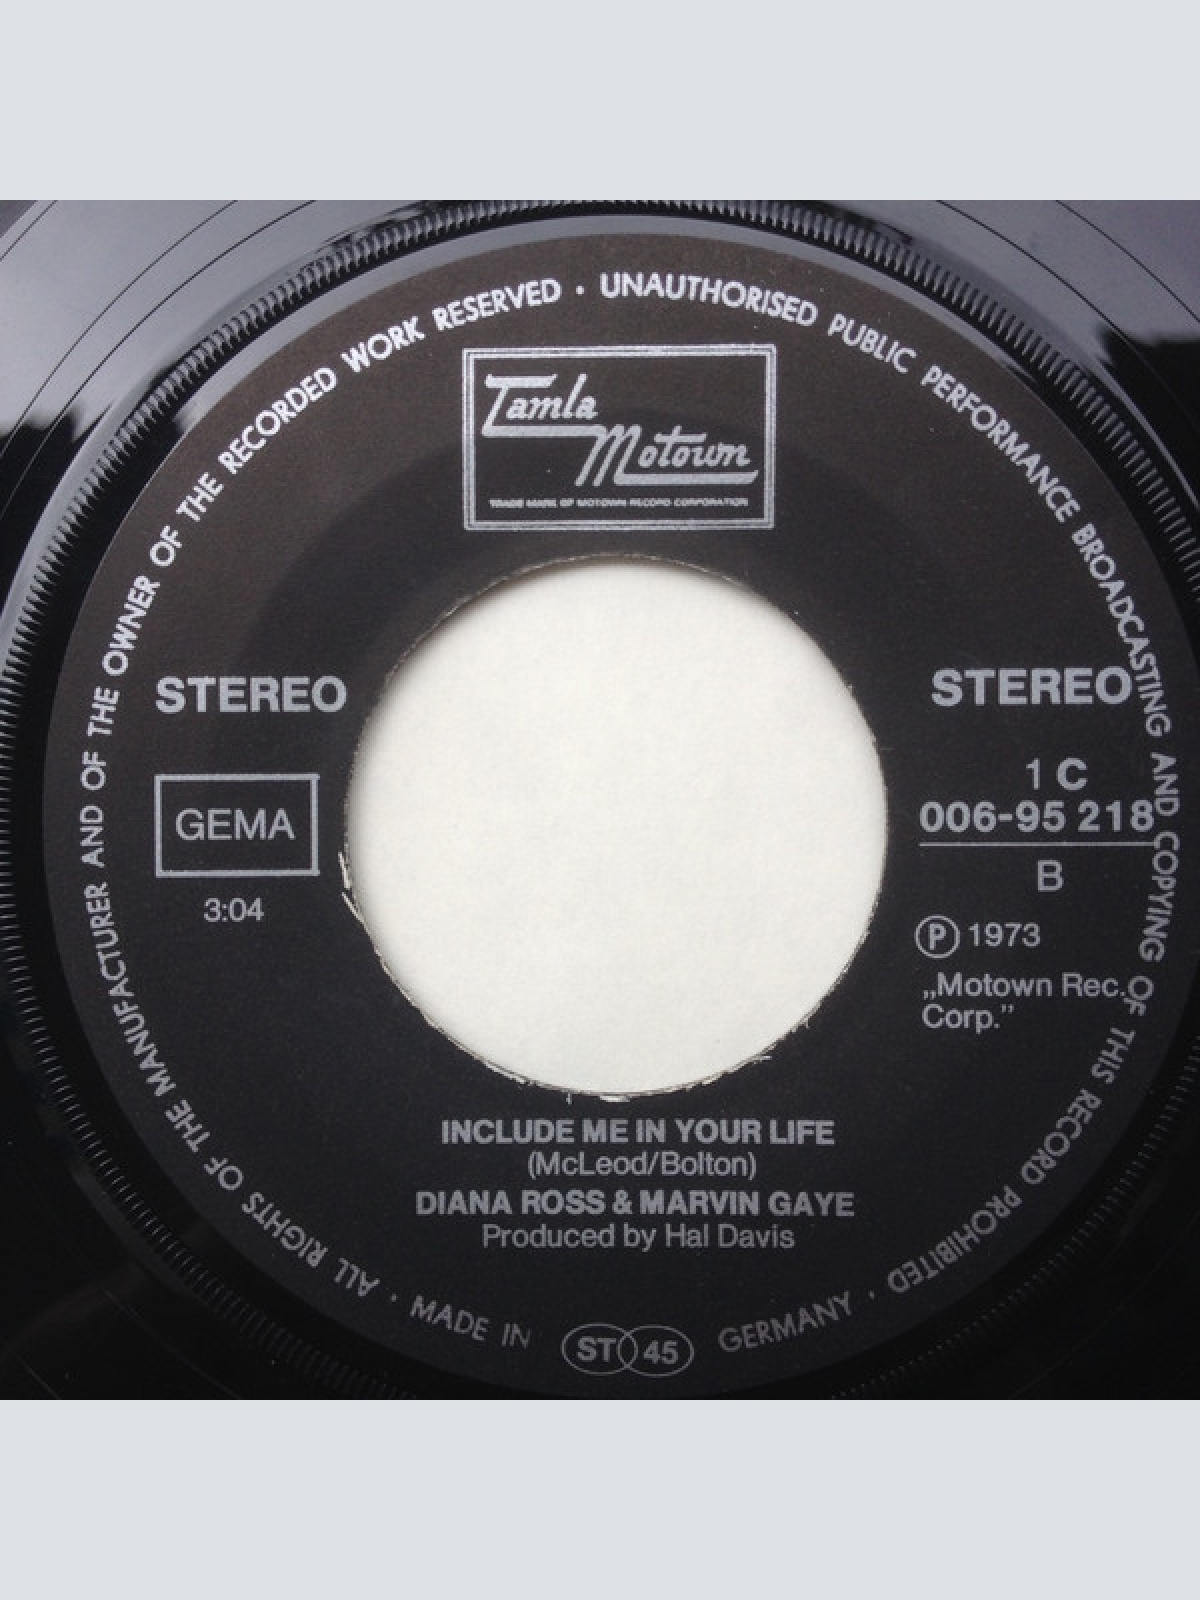 ALL RIGHTS OF THE MANUFACTURER AND OF THE OWNER OF THE RECORDED WORK RESERVED · UNAUTHORISED PUBLIC PERFORMANCE BROADCASTING AND COPYING OF THIS RECORD PROHIBITED ·
Tamla
Motown
TRADE MARK OF MOTOWN RECORD CORPORATION
STEREO
GEMA
3:04
STEREO
1 C
006-95 218
B
Ⓟ 1973
„Motown Rec.
Corp.”
INCLUDE ME IN YOUR LIFE
(McLeod/Bolton)
DIANA ROSS & MARVIN GAYE
Produced by Hal Davis
· MADE IN ST 45 GERMANY